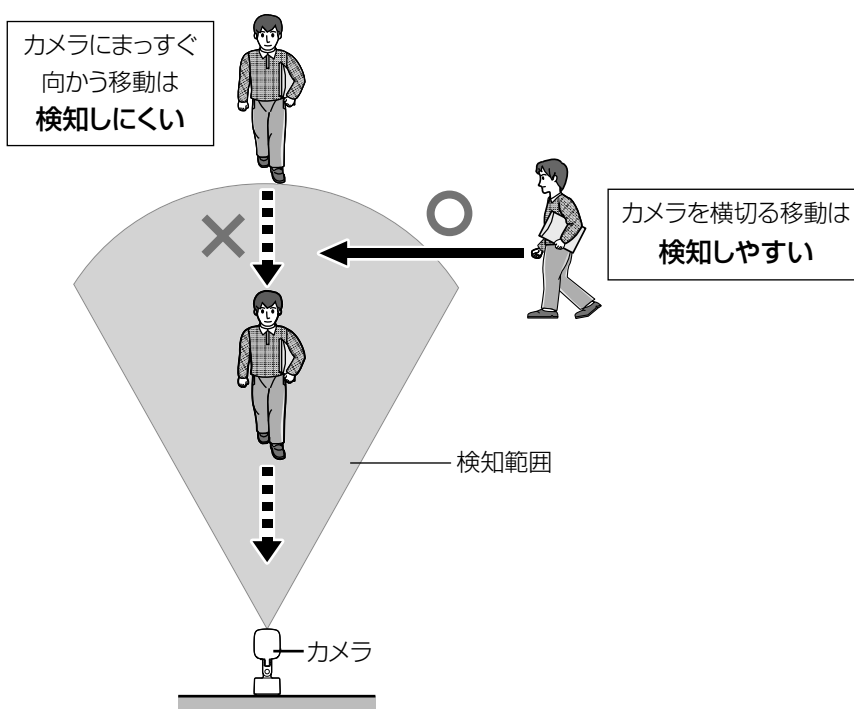 カメラにまっすぐ
向かう移動は
検知しにくい
カメラを横切る移動は
検知しやすい
検知範囲
カメラ